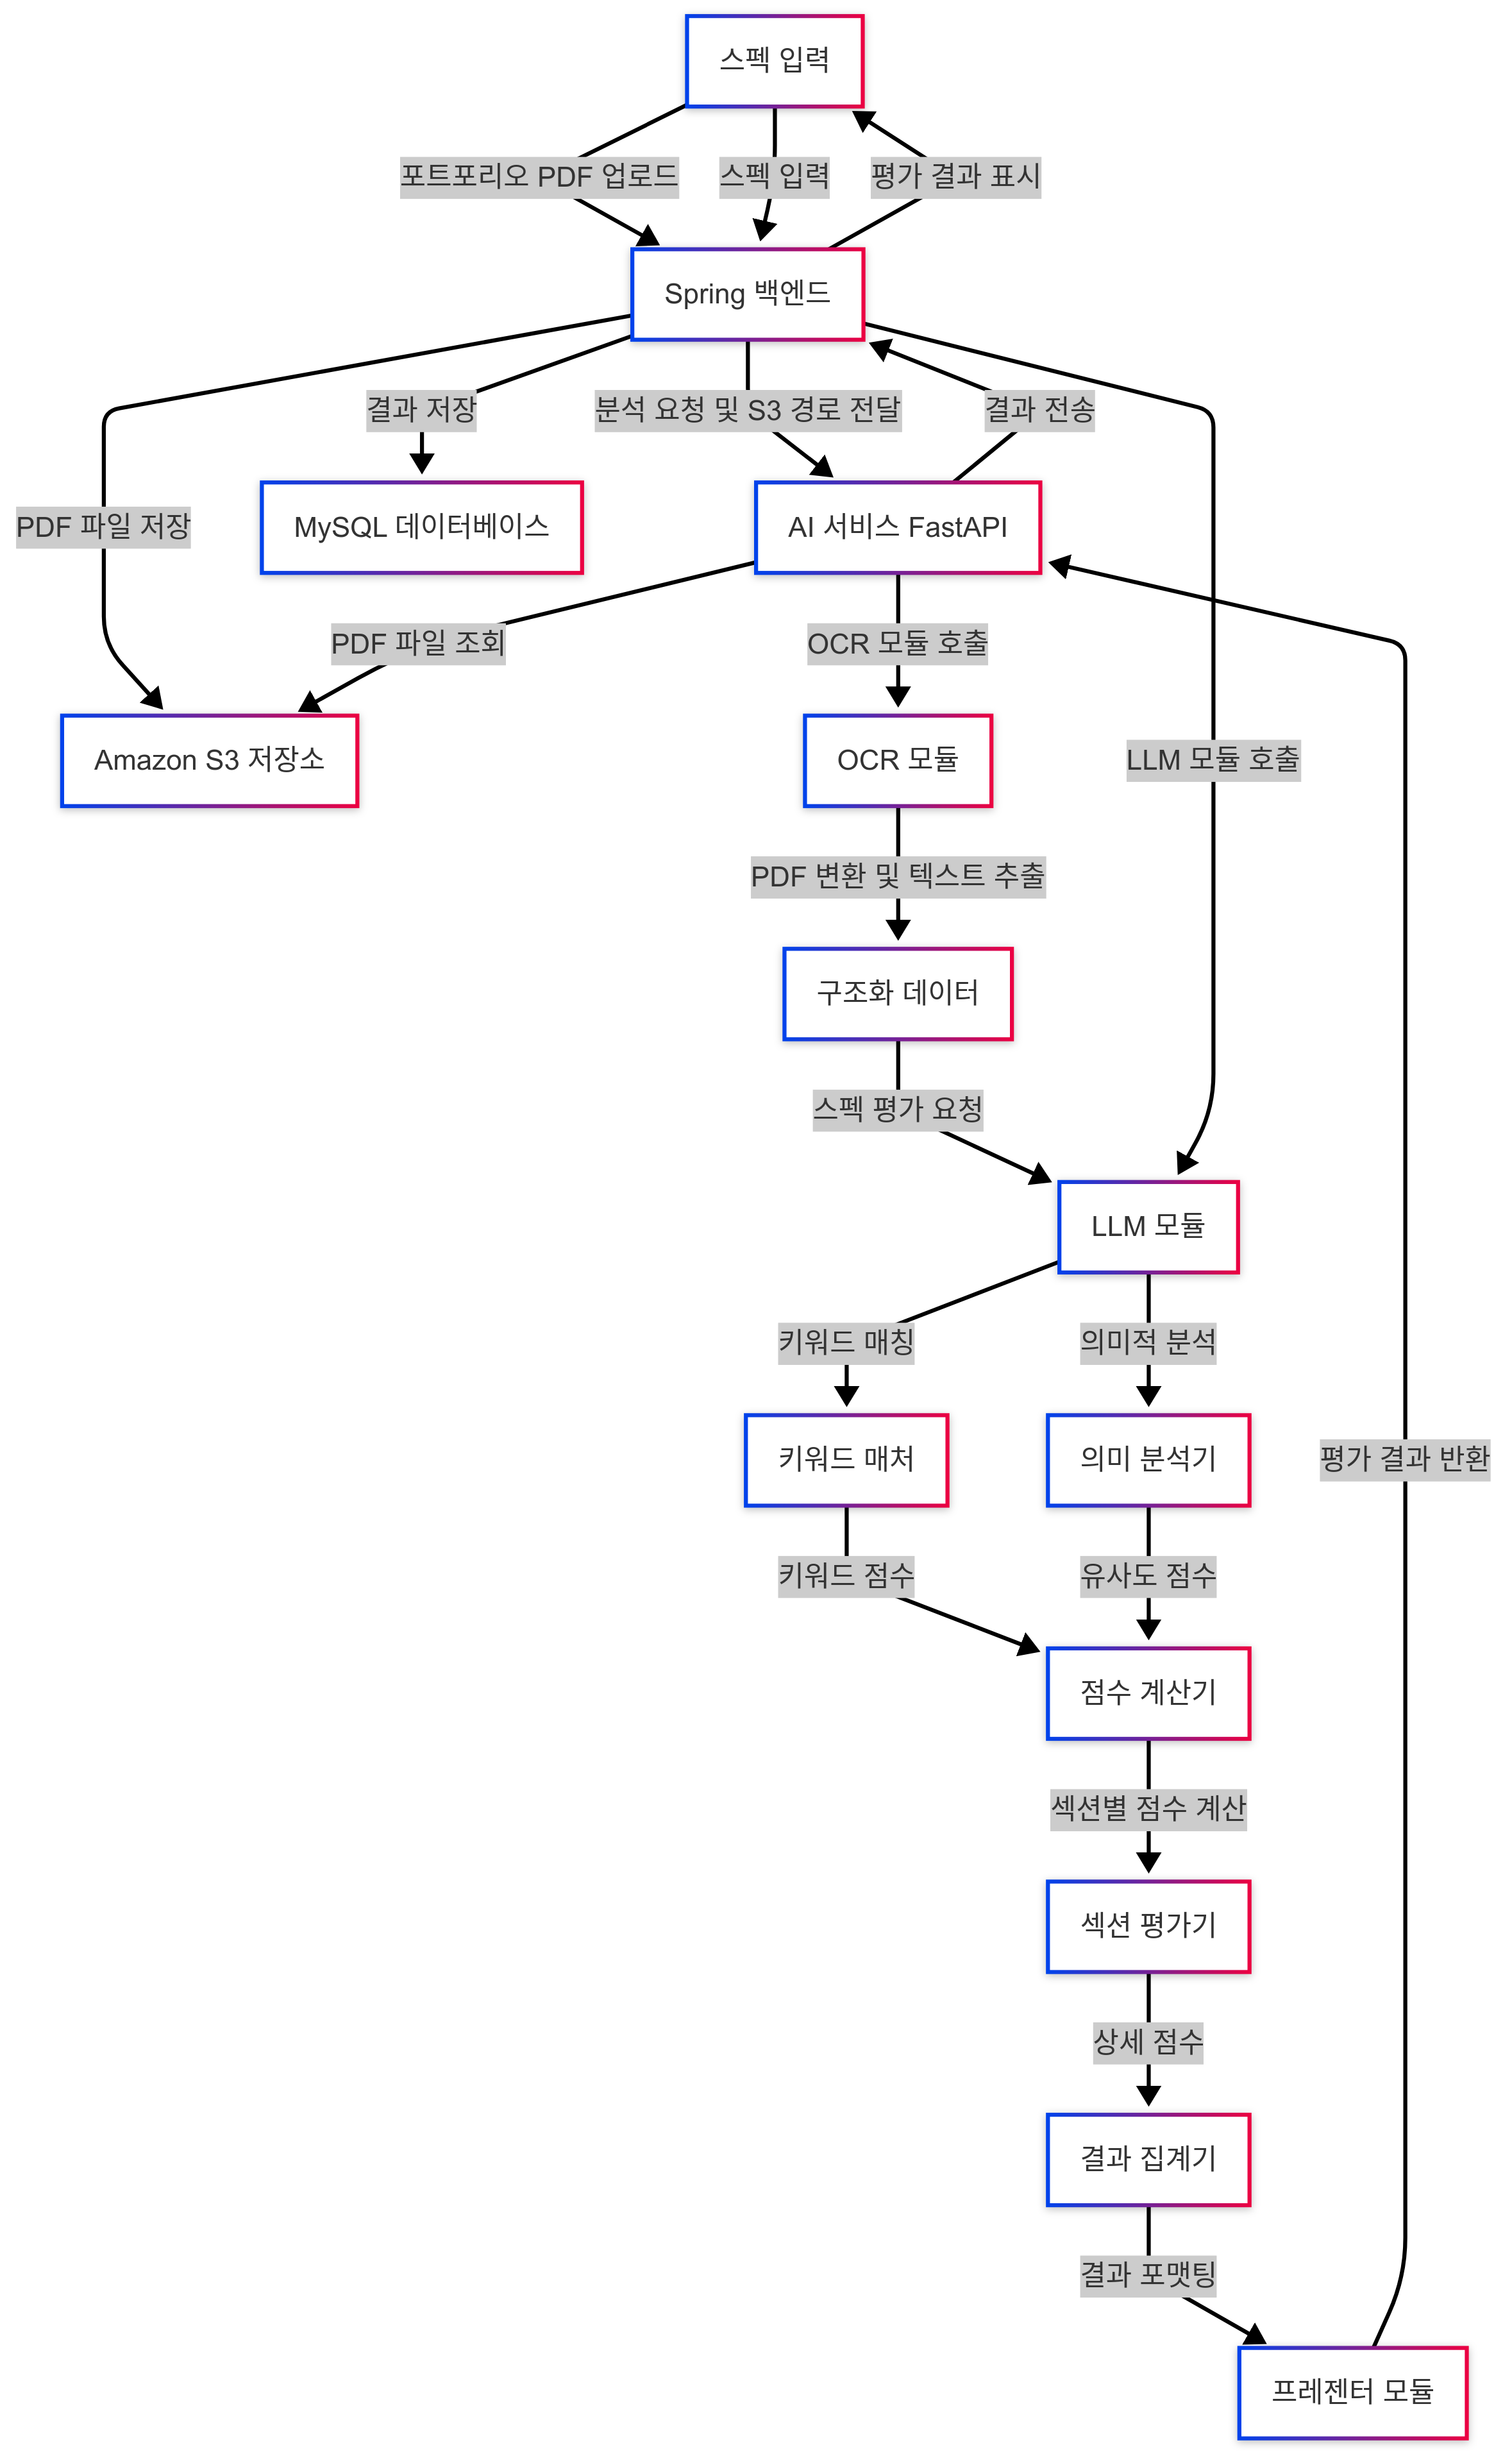 스펙 입력
포트폴리오 PDF 업로드
스펙 입력
평가 결과 표시
Spring 백엔드
결과 저장
분석 요청 및 S3 경로 전달
결과 전송
PDF 파일 저장
MySQL 데이터베이스
AI 서비스 FastAPI
PDF 파일 조회
OCR 모듈 호출
Amazon S3 저장소
OCR 모듈
LLM 모듈 호출
PDF 변환 및 텍스트 추출
구조화 데이터
스펙 평가 요청
LLM 모듈
키워드 매칭
의미적 분석
키워드 매처
의미 분석기
평가 결과 반환
키워드 점수
유사도 점수
점수 계산기
섹션별 점수 계산
섹션 평가기
상세 점수
결과 집계기
결과 포맷팅
프레젠터 모듈